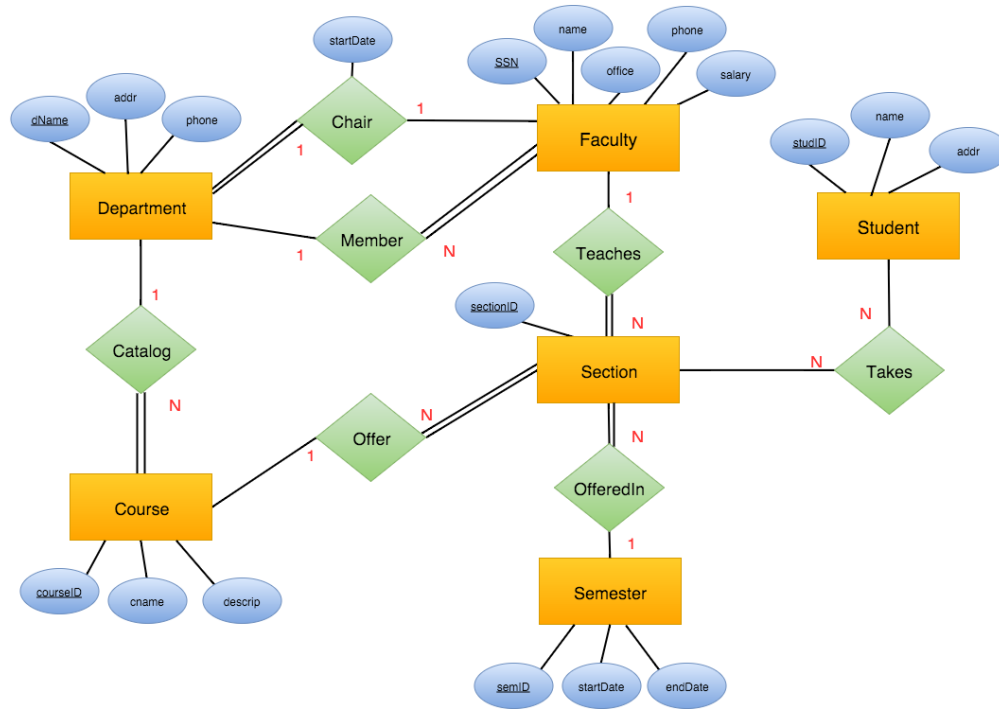 startDate
name
phone
SSN
office
salary
addr
dName
phone
1
Chair
1
Faculty
name
studID
addr
Department
Member
1
N
1
Teaches
Student
1
sectionID
N
N
Catalog
Section
N
Takes
N
N
Offer
1
N
OfferedIn
Course
1
courseID
cname
descrip
Semester
semID
startDate
endDate